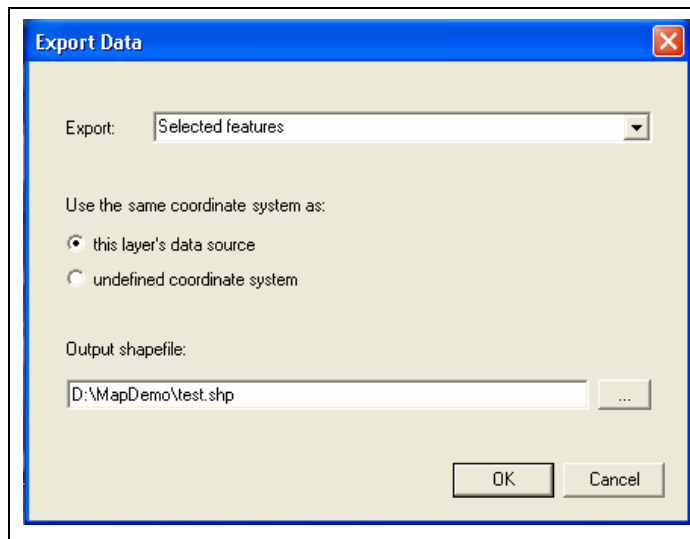 Export Data
Export: Selected features
Use the same coordinate system as:
this layer's data source
undefined coordinate system
Output shapefile:
D:\MapDemo\test.shp ...
OK Cancel